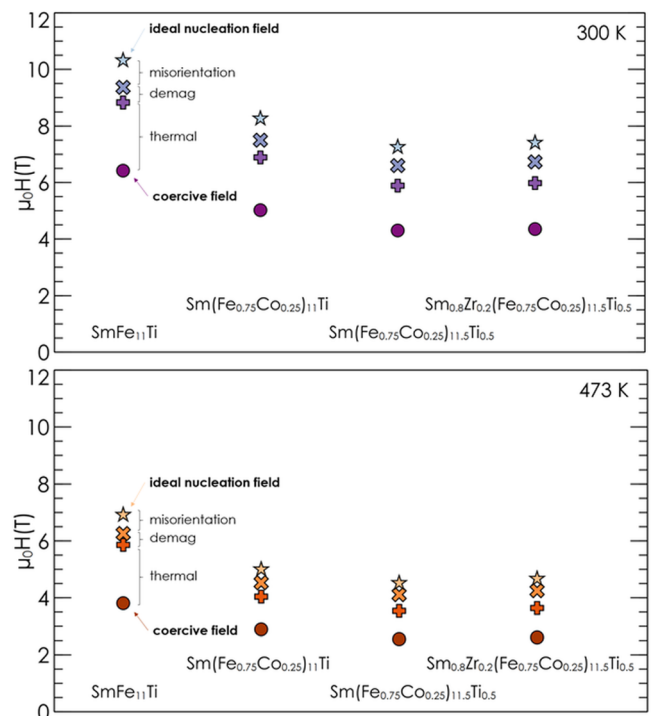 12
300 K
ideal nucleation field
10
misorientation
demag
8
thermal
μ₀H(T)
6
coercive field
4
2
Sm(Fe₀.₇₅Co₀.₂₅)₁₁Ti
Sm₀.₈Zr₀.₂(Fe₀.₇₅Co₀.₂₅)₁₁.₅Ti₀.₅
SmFe₁₁Ti
Sm(Fe₀.₇₅Co₀.₂₅)₁₁.₅Ti₀.₅
0
12
473 K
10
8
ideal nucleation field
misorientation
6
demag
μ₀H(T)
thermal
4
coercive field
2
Sm(Fe₀.₇₅Co₀.₂₅)₁₁Ti
Sm₀.₈Zr₀.₂(Fe₀.₇₅Co₀.₂₅)₁₁.₅Ti₀.₅
SmFe₁₁Ti
Sm(Fe₀.₇₅Co₀.₂₅)₁₁.₅Ti₀.₅
0